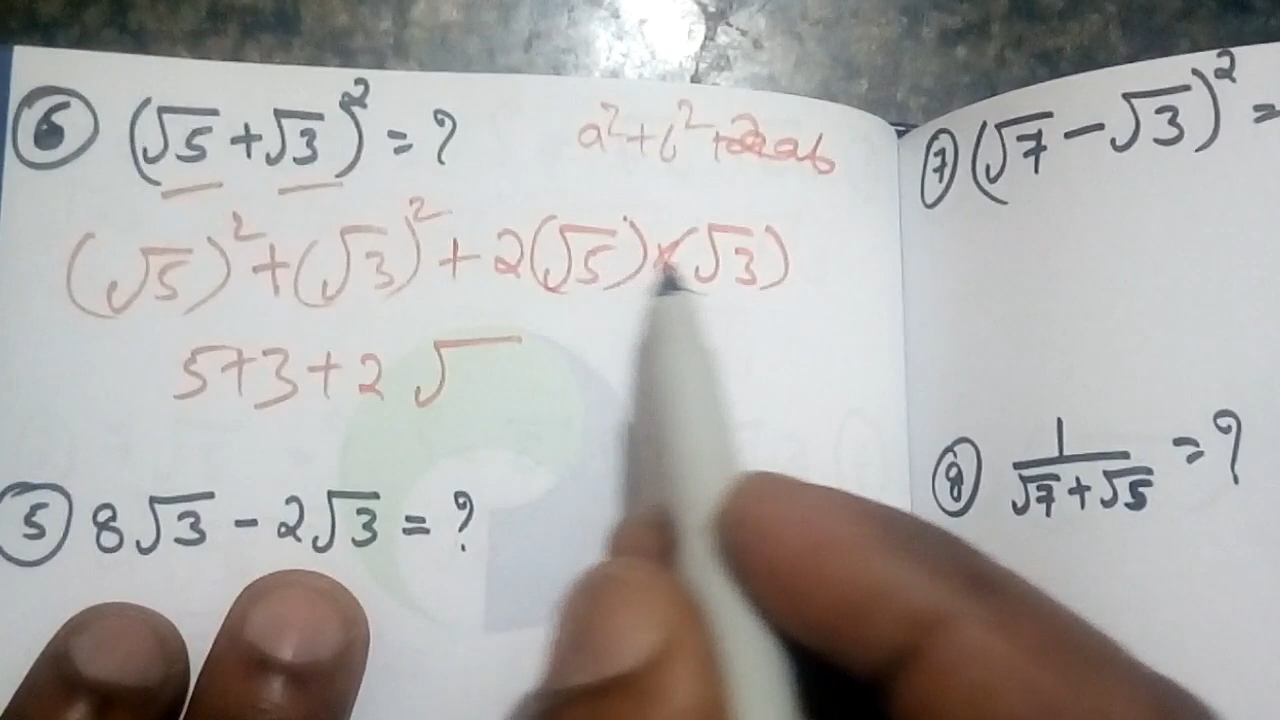 ⑥ (√5 + √3)² = ?
a² + b² + 2ab
(√5)² + (√3)² + 2(√5)×(√3)
5+3+2√
⑤ 8√3 - 2√3 = ?
⑦ (√7 - √3)² =
⑧ 1/(√7+√5) = ?